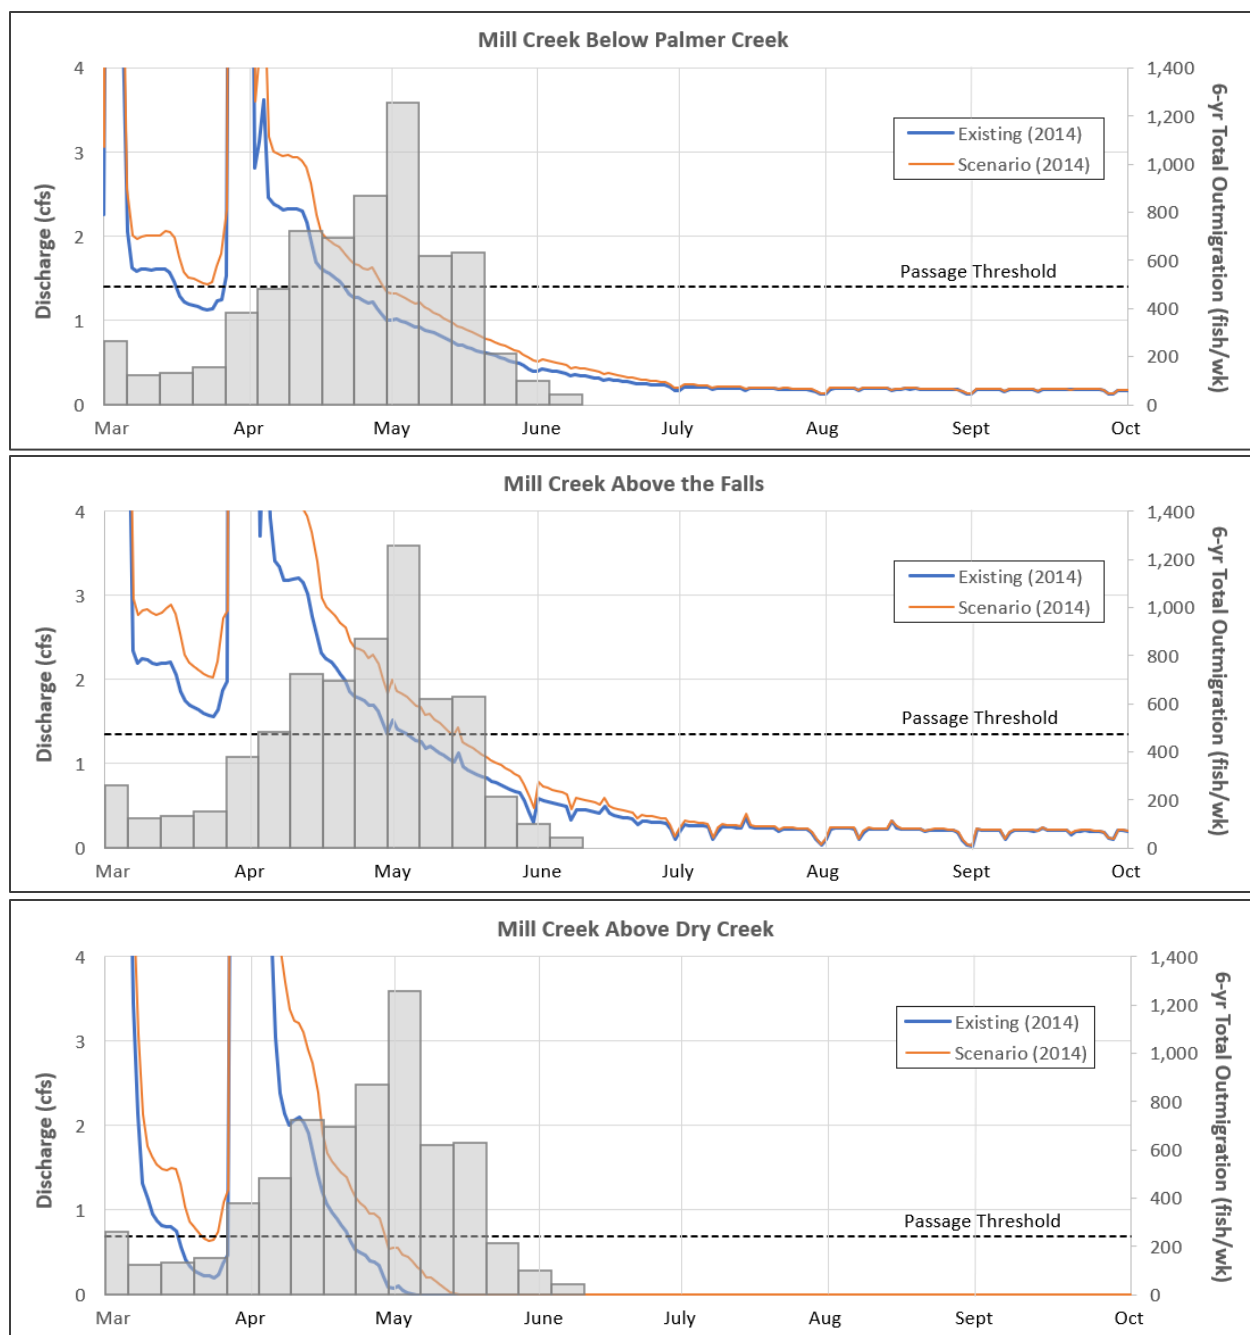 Mill Creek Below Palmer Creek
4
3
2
1
0
Discharge (cfs)
1,400
1,200
1,000
800
600
400
200
0
6-yr Total Outmigration (fish/wk)
Existing (2014)
Scenario (2014)
Passage Threshold
Mar Apr May June July Aug Sept Oct
Mill Creek Above the Falls
4
3
2
1
0
Discharge (cfs)
1,400
1,200
1,000
800
600
400
200
0
6-yr Total Outmigration (fish/wk)
Existing (2014)
Scenario (2014)
Passage Threshold
Mar Apr May June July Aug Sept Oct
Mill Creek Above Dry Creek
4
3
2
1
0
Discharge (cfs)
1,400
1,200
1,000
800
600
400
200
0
6-yr Total Outmigration (fish/wk)
Existing (2014)
Scenario (2014)
Passage Threshold
Mar Apr May June July Aug Sept Oct